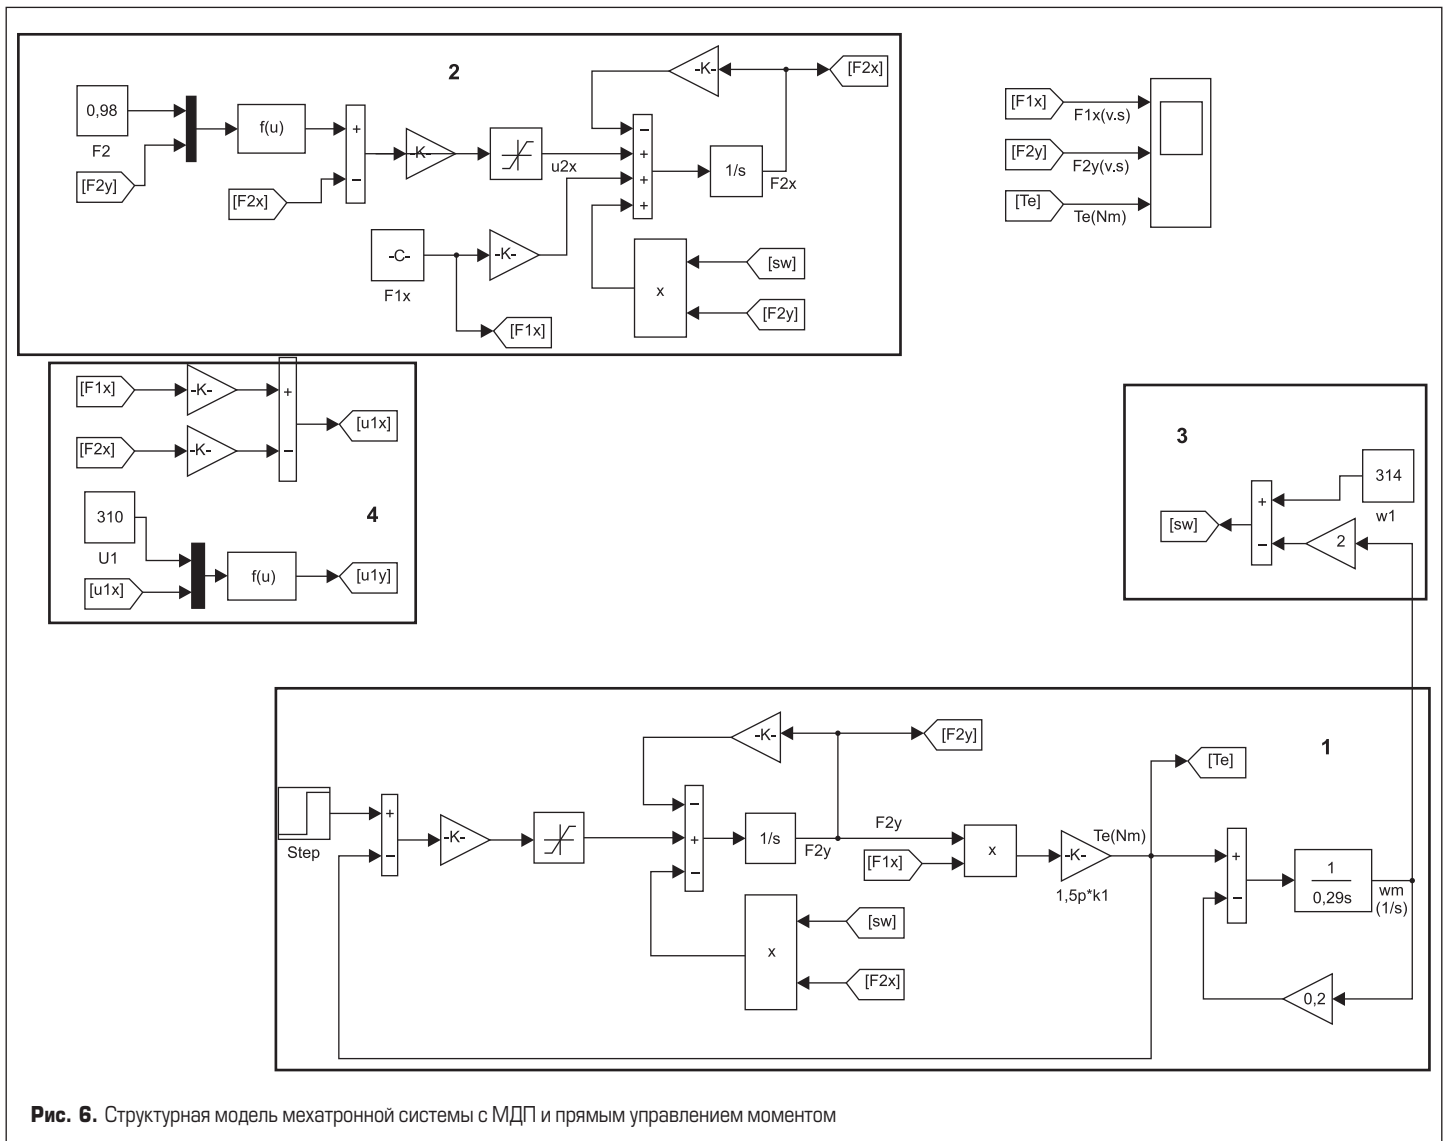 2
-K-
[F2x]
0,98
F2
[F2y]
f(u)
+
−
[F2x]
-K-
u2x
−
+
+
+
1/s
F2x
-C-
F1x
-K-
[F1x]
x
[sw]
[F2y]
[F1x]
F1x(v.s)
[F2y]
F2y(v.s)
[Te]
Te(Nm)
[F1x]
-K-
+
[u1x]
[F2x]
-K-
−
310
U1
4
[u1x]
f(u)
[u1y]
3
314
w1
[sw]
+
−
2
1
-K-
[F2y]
[Te]
Step
+
−
-K-
−
+
−
1/s
F2y
F2y
[F1x]
x
-K-
1,5p*k1
Te(Nm)
+
−
1
0,29s
wm
(1/s)
x
[sw]
[F2x]
0,2
Рис. 6. Структурная модель мехатронной системы с МДП и прямым управлением моментом